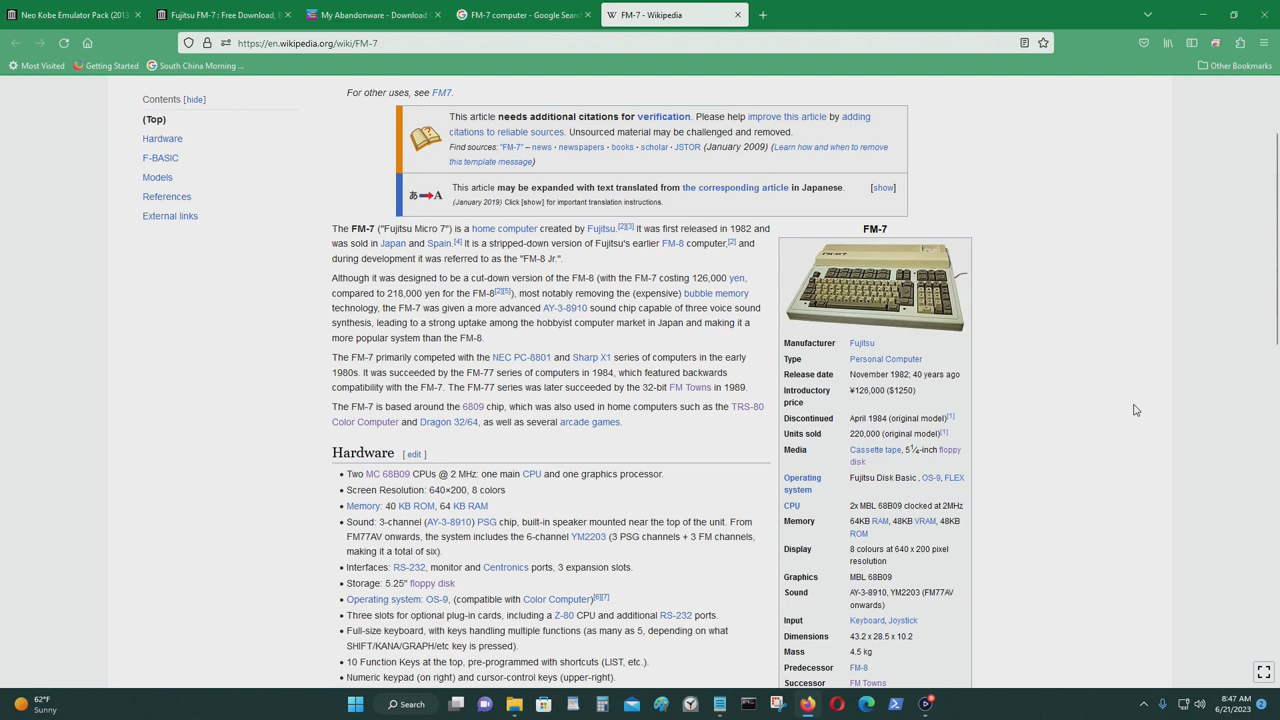 Neo Kobe Emulator Pack (2013
Fujitsu FM-7 : Free Download, B
My Abandonware - Download
FM-7 computer - Google Search
W FM-7 - Wikipedia
https://en.wikipedia.org/wiki/FM-7
Most Visited
Getting Started
South China Morning ...
Other Bookmarks
Contents [hide]
(Top)
Hardware
F-BASIC
Models
References
External links
For other uses, see FM7.
This article needs additional citations for verification. Please help improve this article by adding
citations to reliable sources. Unsourced material may be challenged and removed.
Find sources: "FM-7" – news · newspapers · books · scholar · JSTOR (January 2009) (Learn how and when to remove
this template message)
あ A
This article may be expanded with text translated from the corresponding article in Japanese. [show]
(January 2019) Click [show] for important translation instructions.
The FM-7 ("Fujitsu Micro 7") is a home computer created by Fujitsu.[2][3] It was first released in 1982 and
was sold in Japan and Spain.[4] It is a stripped-down version of Fujitsu's earlier FM-8 computer,[2] and
during development it was referred to as the "FM-8 Jr.".
Although it was designed to be a cut-down version of the FM-8 (with the FM-7 costing 126,000 yen,
compared to 218,000 yen for the FM-8[2][5]), most notably removing the (expensive) bubble memory
technology, the FM-7 was given a more advanced AY-3-8910 sound chip capable of three voice sound
synthesis, leading to a strong uptake among the hobbyist computer market in Japan and making it a
more popular system than the FM-8.
The FM-7 primarily competed with the NEC PC-8801 and Sharp X1 series of computers in the early
1980s. It was succeeded by the FM-77 series of computers in 1984, which featured backwards
compatibility with the FM-7. The FM-77 series was later succeeded by the 32-bit FM Towns in 1989.
The FM-7 is based around the 6809 chip, which was also used in home computers such as the TRS-80
Color Computer and Dragon 32/64, as well as several arcade games.
Hardware [ edit ]
• Two MC 68B09 CPUs @ 2 MHz: one main CPU and one graphics processor.
• Screen Resolution: 640×200, 8 colors
• Memory: 40 KB ROM, 64 KB RAM
• Sound: 3-channel (AY-3-8910) PSG chip, built-in speaker mounted near the top of the unit. From
FM77AV onwards, the system includes the 6-channel YM2203 (3 PSG channels + 3 FM channels,
making it a total of six).
• Interfaces: RS-232, monitor and Centronics ports, 3 expansion slots.
• Storage: 5.25" floppy disk
• Operating system: OS-9, (compatible with Color Computer)[6][7]
• Three slots for optional plug-in cards, including a Z-80 CPU and additional RS-232 ports.
• Full-size keyboard, with keys handling multiple functions (as many as 5, depending on what
SHIFT/KANA/GRAPH/etc key is pressed).
• 10 Function Keys at the top, pre-programmed with shortcuts (LIST, etc.).
• Numeric keypad (on right) and cursor-control keys (upper-right).
FM-7
Manufacturer Fujitsu
Type Personal Computer
Release date November 1982; 40 years ago
Introductory ¥126,000 ($1250)
price
Discontinued April 1984 (original model)[1]
Units sold 220,000 (original model)[1]
Media Cassette tape, 5¼-inch floppy
disk
Operating Fujitsu Disk Basic , OS-9, FLEX
system
CPU 2x MBL 68B09 clocked at 2MHz
Memory 64KB RAM, 48KB VRAM, 48KB
ROM
Display 8 colours at 640 x 200 pixel
resolution
Graphics MBL 68B09
Sound AY-3-8910, YM2203 (FM77AV
onwards)
Input Keyboard, Joystick
Dimensions 43.2 x 28.5 x 10.2
Mass 4.5 kg
Predecessor FM-8
Successor FM Towns
62°F
Sunny
Search
8:47 AM
6/21/2023
2